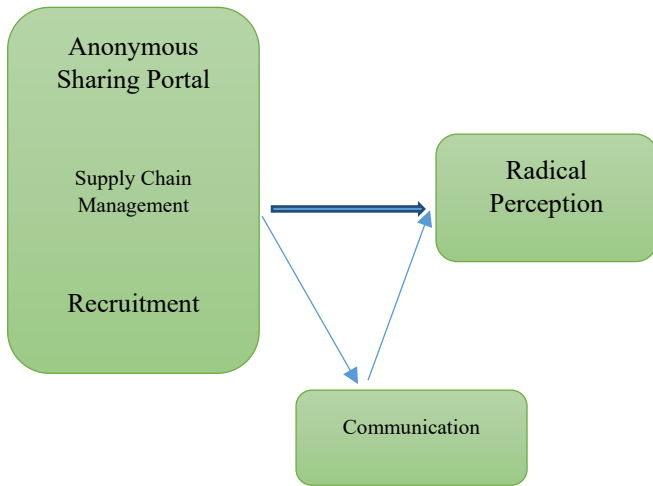 Anonymous
Sharing Portal
Supply Chain
Management
Recruitment
Radical
Perception
Communication